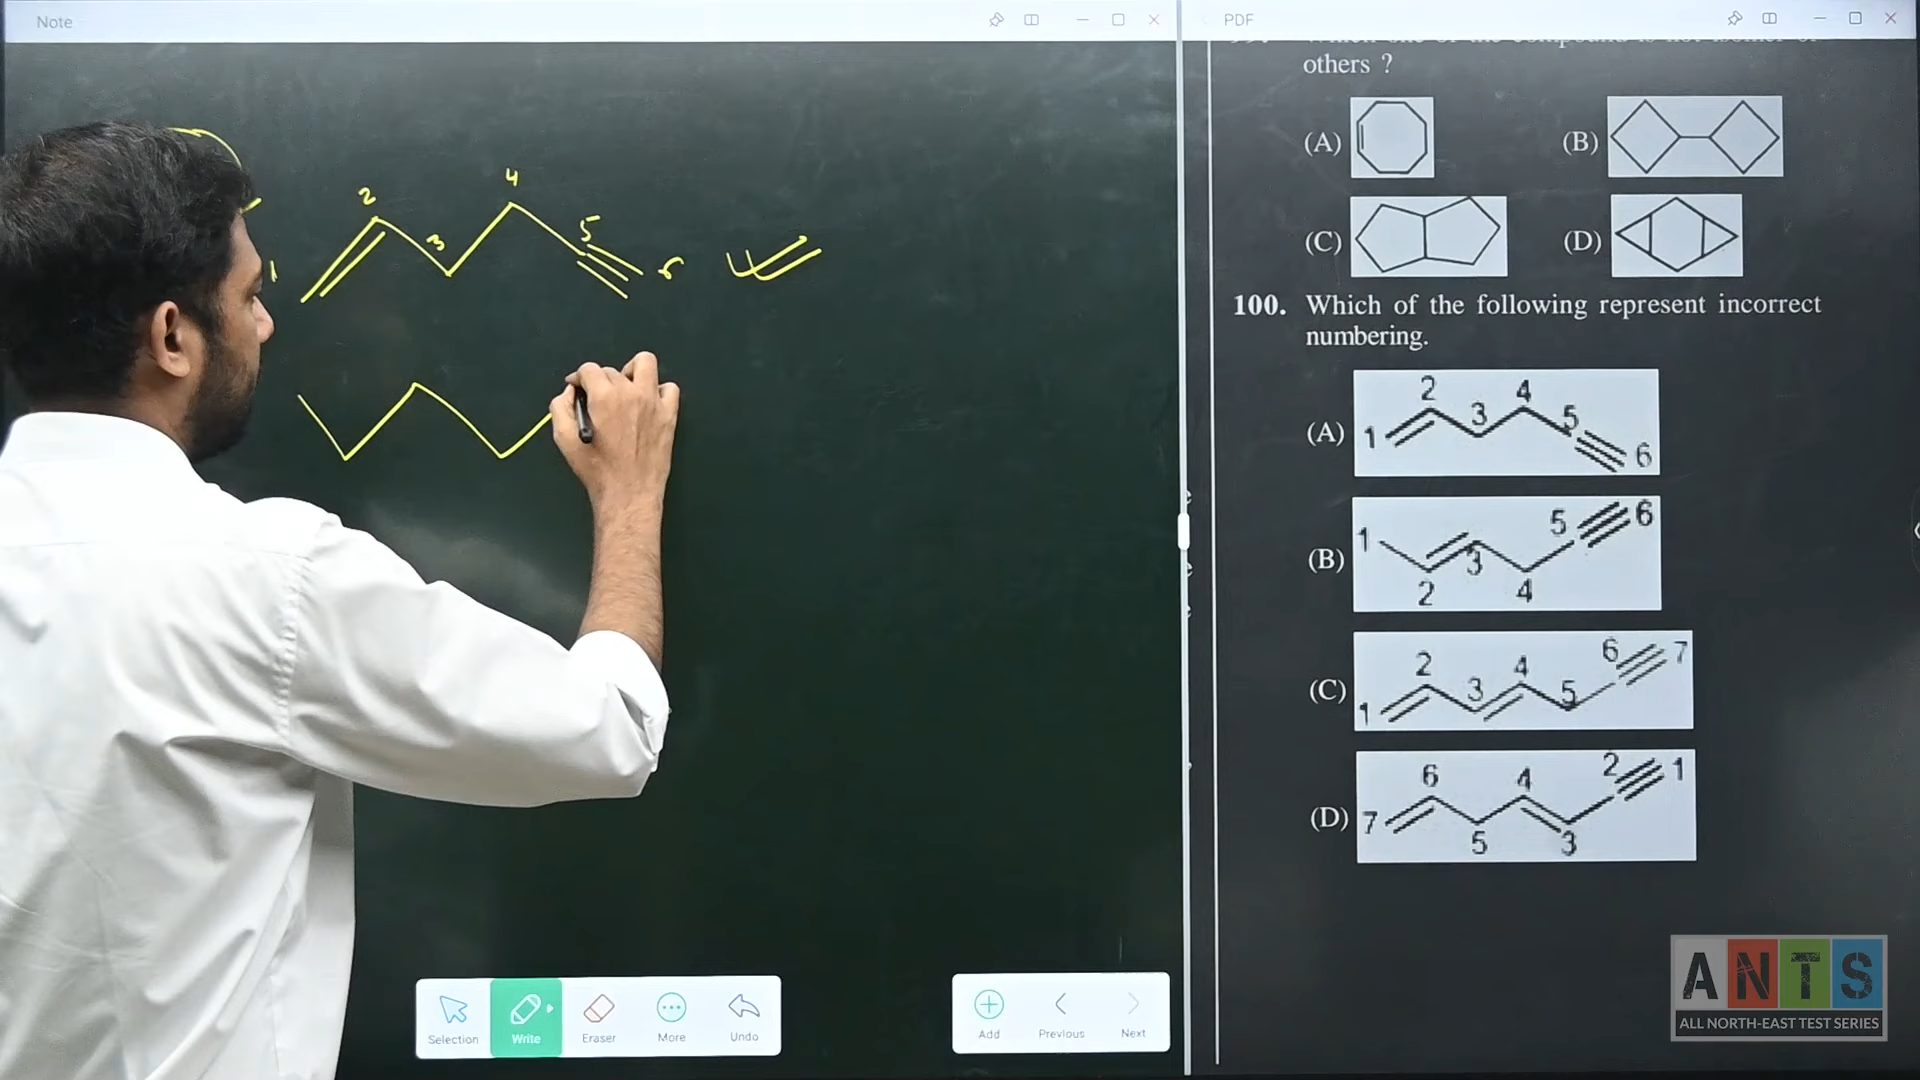 Note
PDF
2
4
3
5
1
6
others ?
(A)
(B)
(C)
(D)
100. Which of the following represent incorrect
numbering.
(A) 1 2 3 4 5 6
(B) 1 2 3 4 5 6
(C) 1 2 3 4 5 6 7
(D) 7 6 5 4 3 2 1
Selection
Write
Eraser
More
Undo
Add
Previous
Next
ANTS
ALL NORTH-EAST TEST SERIES